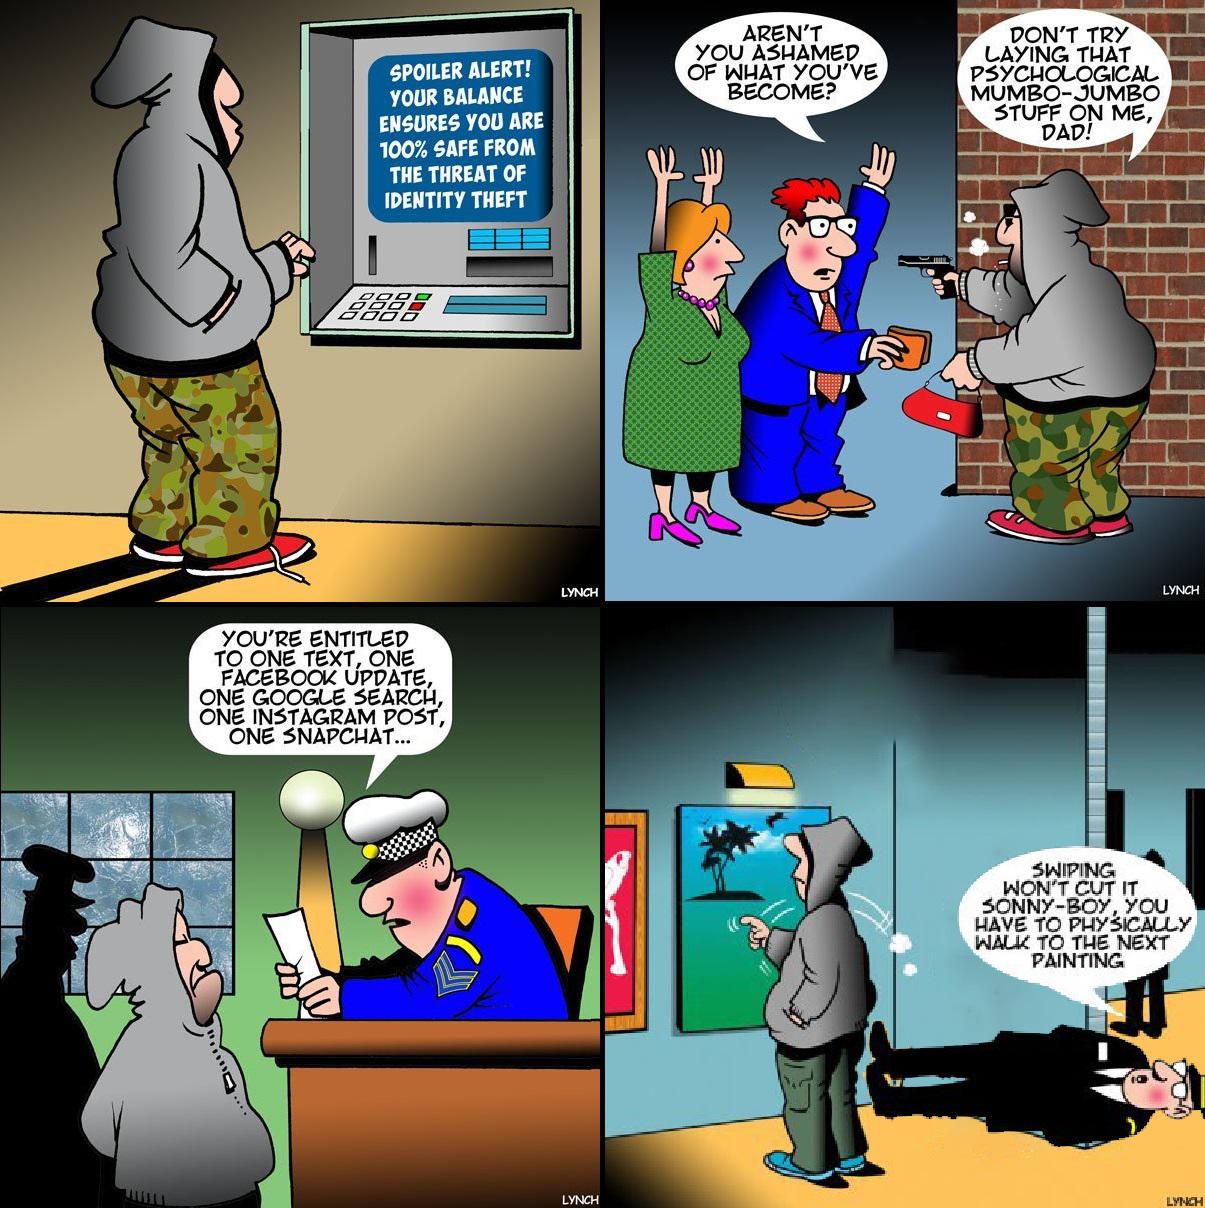 SPOILER ALERT!
YOUR BALANCE
ENSURES YOU ARE
100% SAFE FROM
THE THREAT OF
IDENTITY THEFT
LYNCH
AREN'T
YOU ASHAMED
OF WHAT YOU'VE
BECOME?
DON'T TRY
LAYING THAT
PSYCHOLOGICAL
MUMBO-JUMBO
STUFF ON ME,
DAD!
LYNCH
YOU'RE ENTITLED
TO ONE TEXT, ONE
FACEBOOK UPDATE,
ONE GOOGLE SEARCH,
ONE INSTAGRAM POST,
ONE SNAPCHAT...
LYNCH
SWIPING
WON'T CUT IT
SONNY-BOY, YOU
HAVE TO PHYSICALLY
WALK TO THE NEXT
PAINTING
LYNCH